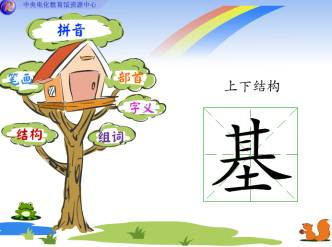 中央电化教育馆资源中心
拼音
笔画
部首
字义
结构
组词
上下结构
基